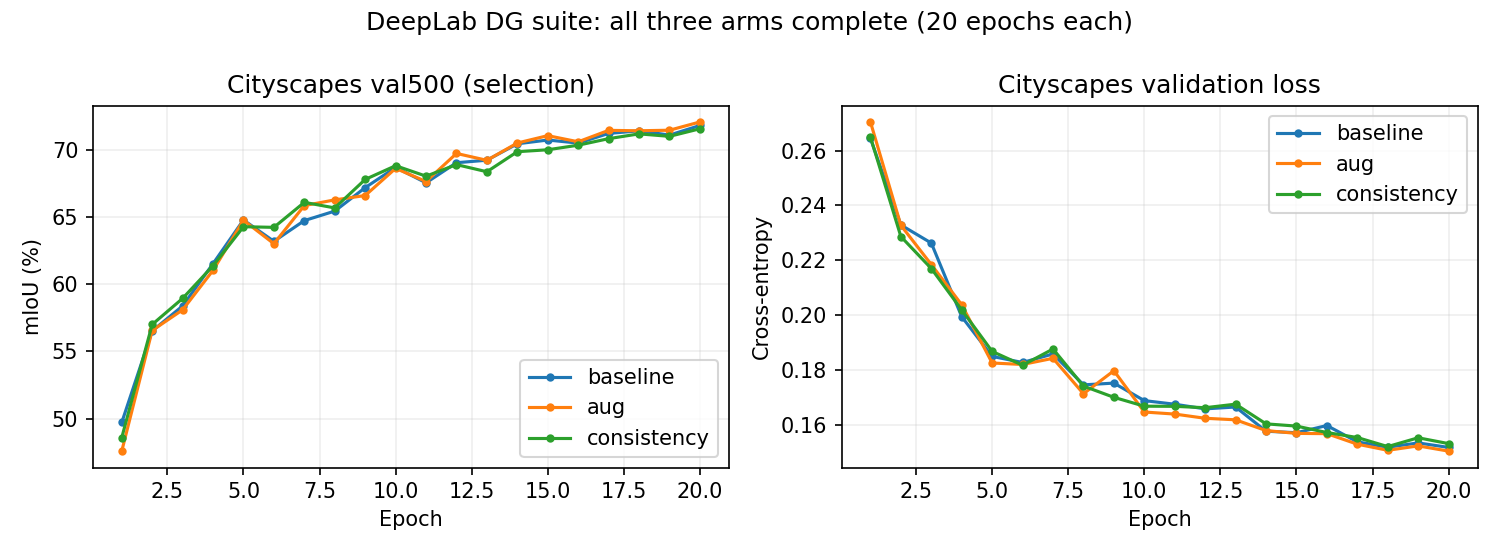 DeepLab DG suite: all three arms complete (20 epochs each)
Cityscapes val500 (selection)
mIoU (%)
70
65
60
55
50
baseline
aug
consistency
2.5 5.0 7.5 10.0 12.5 15.0 17.5 20.0
Epoch
Cityscapes validation loss
Cross-entropy
0.26
0.24
0.22
0.20
0.18
0.16
baseline
aug
consistency
2.5 5.0 7.5 10.0 12.5 15.0 17.5 20.0
Epoch